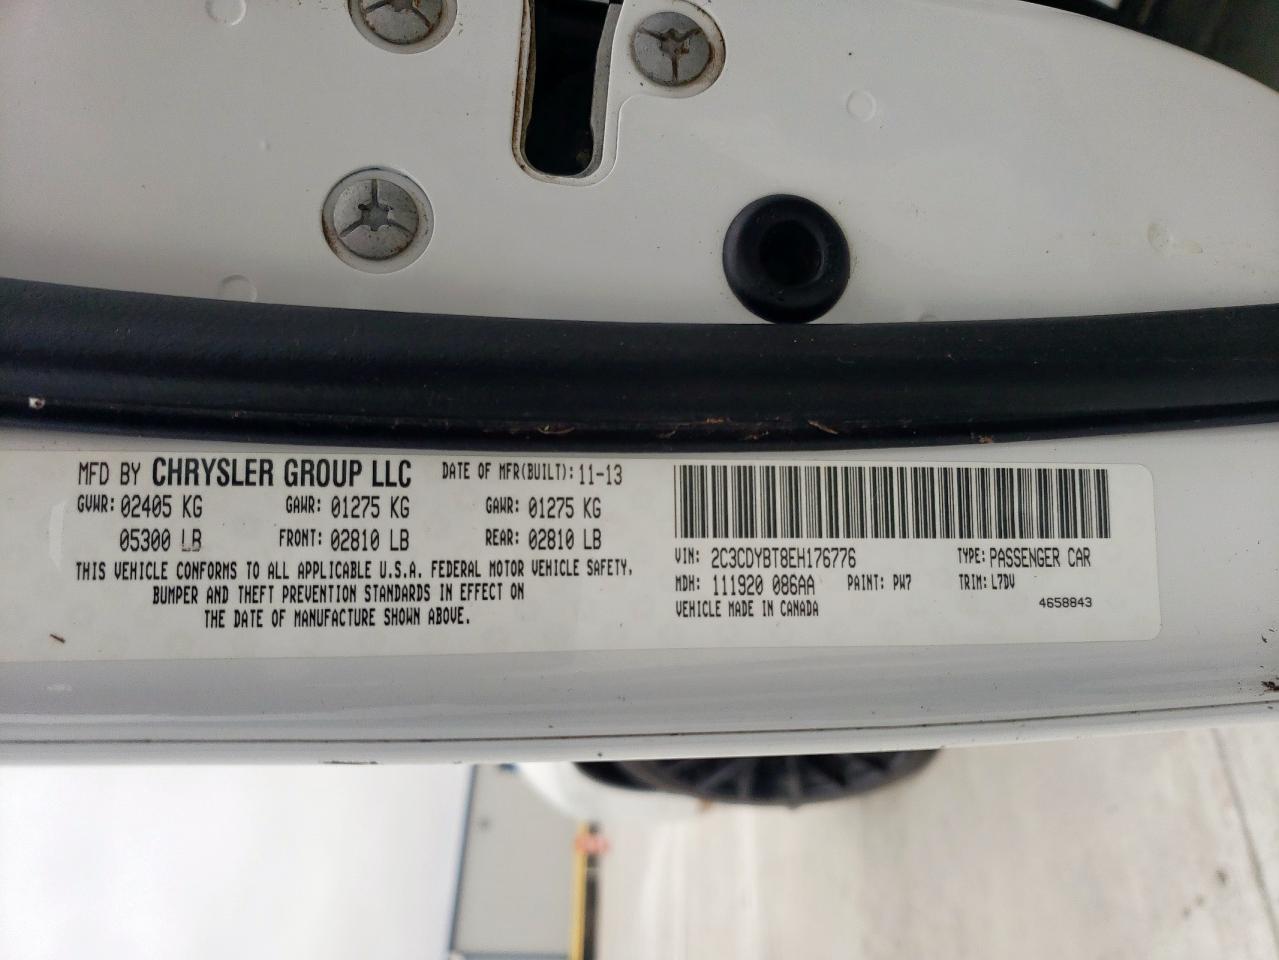 MFD BY CHRYSLER GROUP LLC DATE OF MFR(BUILT): 11-13
GVWR: 02405 KG GAWR: 01275 KG GAWR: 01275 KG
05300 LB FRONT: 02810 LB REAR: 02810 LB
THIS VEHICLE CONFORMS TO ALL APPLICABLE U.S.A. FEDERAL MOTOR VEHICLE SAFETY,
BUMPER AND THEFT PREVENTION STANDARDS IN EFFECT ON
THE DATE OF MANUFACTURE SHOWN ABOVE.
VIN: 2C3CDYBT8EH176776 TYPE: PASSENGER CAR
MDH: 111920 086AA PAINT: PW7 TRIM: L7DV
VEHICLE MADE IN CANADA 4658843